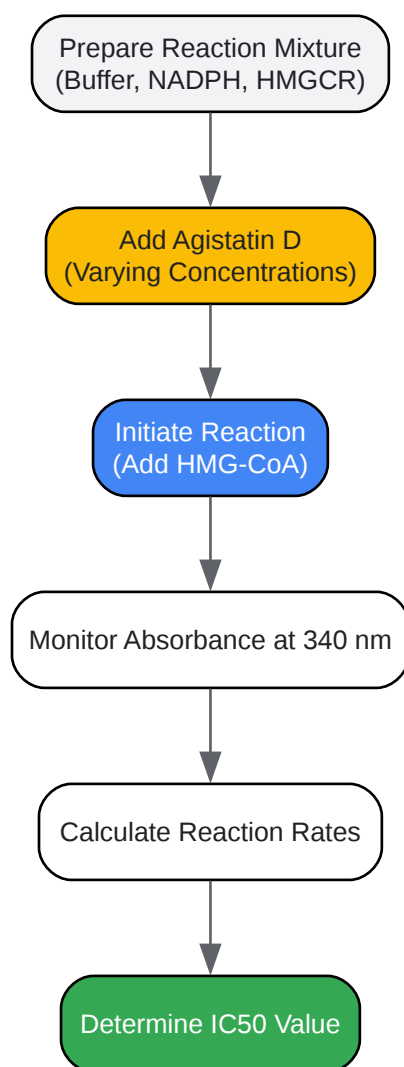 Prepare Reaction Mixture
(Buffer, NADPH, HMGCR)
Add Agistatin D
(Varying Concentrations)
Initiate Reaction
(Add HMG-CoA)
Monitor Absorbance at 340 nm
Calculate Reaction Rates
Determine IC50 Value